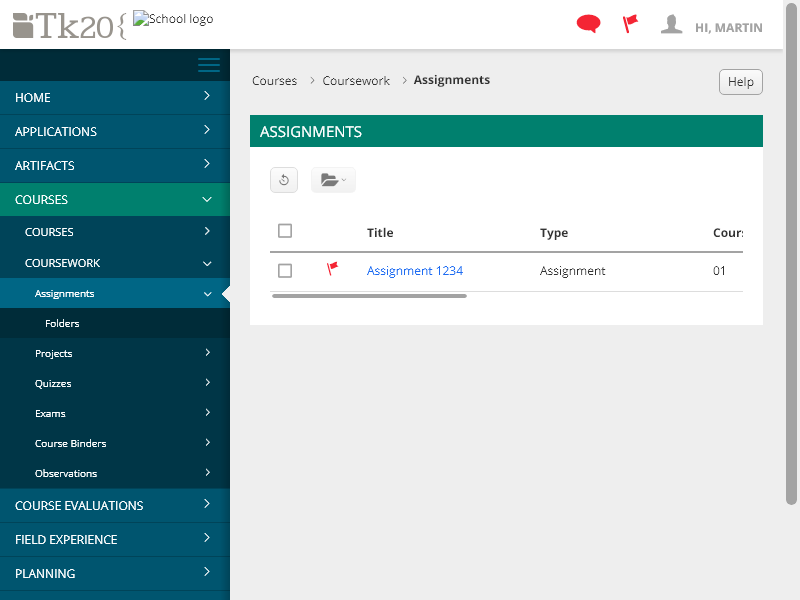 Tk20{
School logo
HI, MARTIN
HOME
APPLICATIONS
ARTIFACTS
COURSES
COURSES
COURSEWORK
Assignments
Folders
Projects
Quizzes
Exams
Course Binders
Observations
COURSE EVALUATIONS
FIELD EXPERIENCE
PLANNING
Courses > Coursework > Assignments
Help
ASSIGNMENTS
Title Type Cour
Assignment 1234 Assignment 01